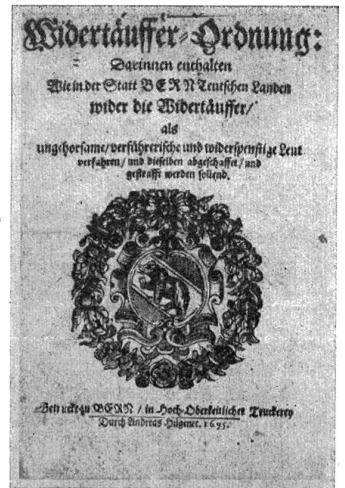 Widertäuffer-Ordnung:
Darinnen enthalten
Wie in der Statt BERN Teutschen Landen
wider die Widertäuffer/
als
ungehorsame/ verführerische und widerspenstige Leut
verfahren/ und dieselben abgeschaffet/ und
gestrafft werden sollend.
Getruckt zu BERN / in Hoch-Oberkeitlicher Truckerey
Durch Andreas Hügenet. 1695.